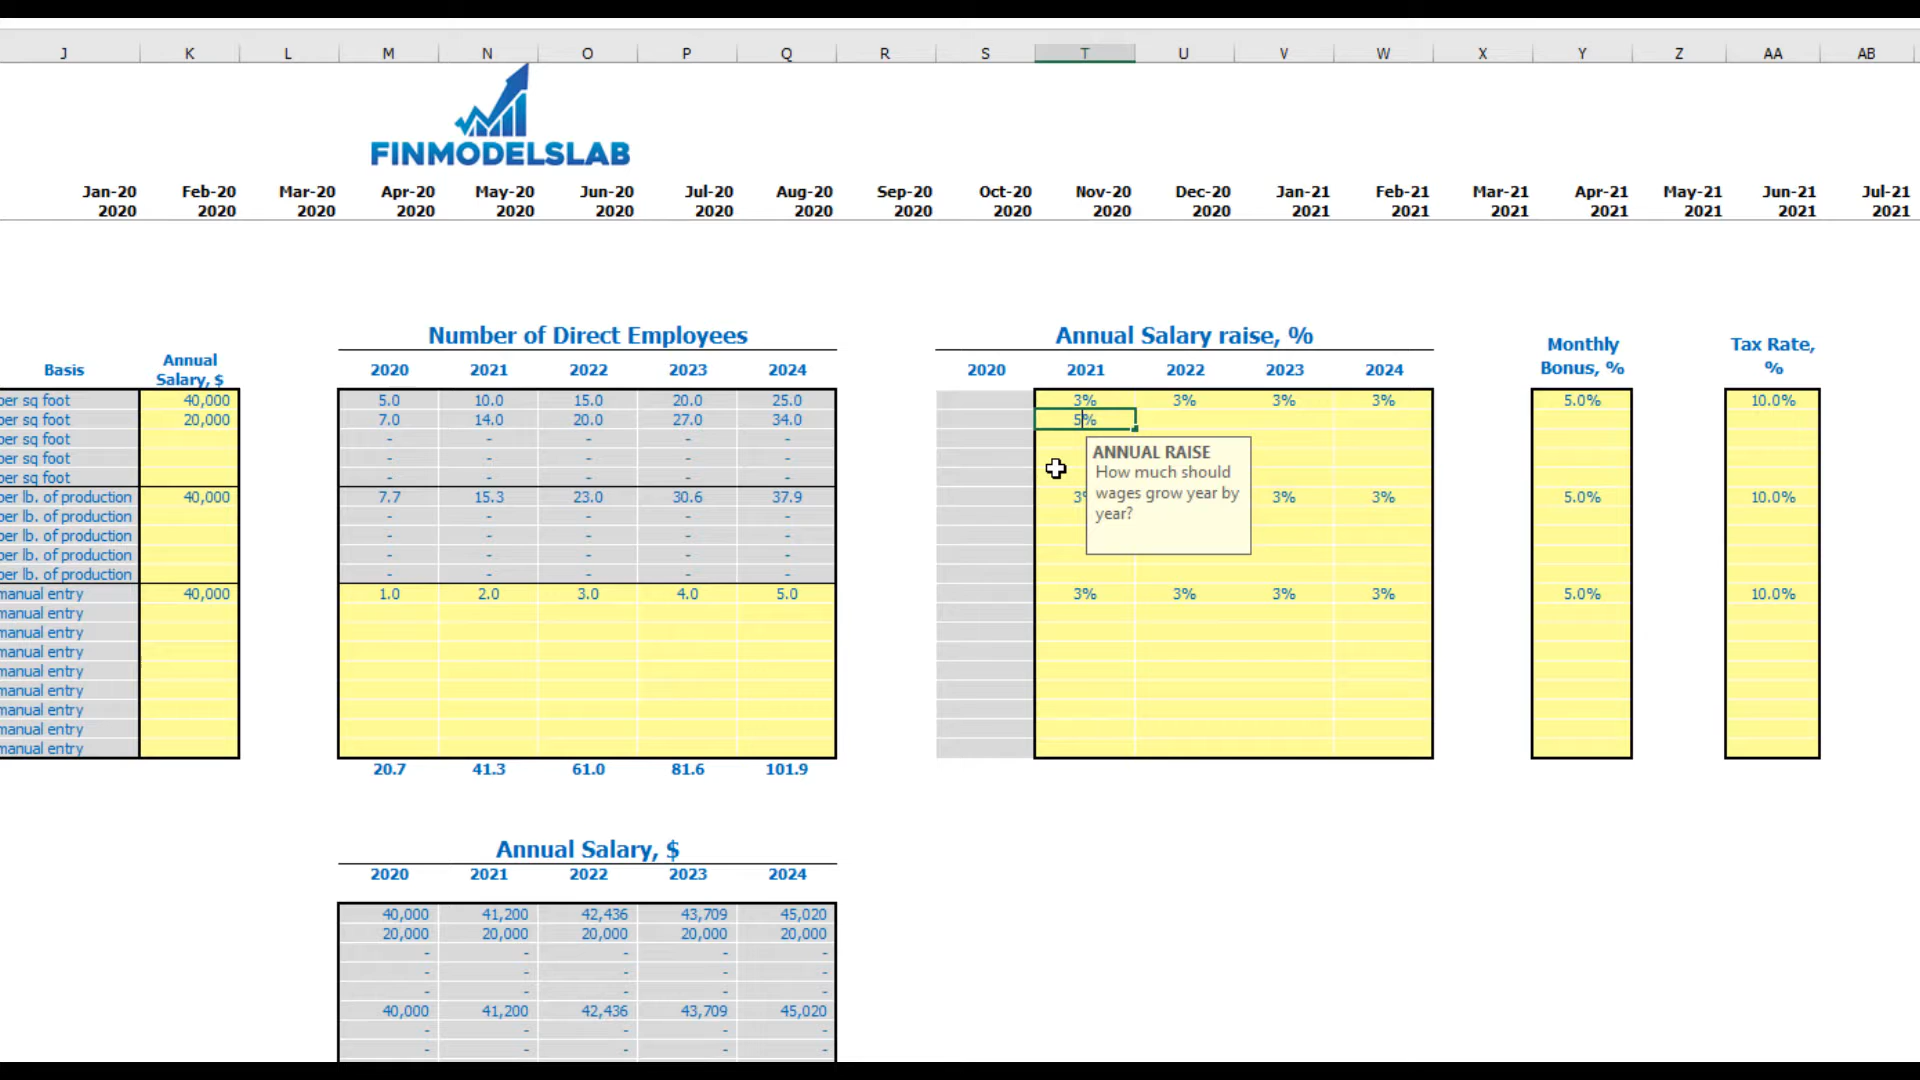 J K L M N O P Q R S T U V W X Y Z AA AB
FINMODELSLAB
Jan-20 Feb-20 Mar-20 Apr-20 May-20 Jun-20 Jul-20 Aug-20 Sep-20 Oct-20 Nov-20 Dec-20 Jan-21 Feb-21 Mar-21 Apr-21 May-21 Jun-21 Jul-21
2020 2020 2020 2020 2020 2020 2020 2020 2020 2020 2020 2020 2021 2021 2021 2021 2021 2021 2021
Number of Direct Employees Annual Salary raise, % Monthly Tax Rate,
Basis Annual 2020 2021 2022 2023 2024 2020 2021 2022 2023 2024 Bonus, % %
Salary, $
per sq foot 40,000 5.0 10.0 15.0 20.0 25.0 3% 3% 3% 3% 5.0% 10.0%
per sq foot 20,000 7.0 14.0 20.0 27.0 34.0 5%
per sq foot - - - - -
per sq foot - - - - -
per sq foot - - - - -
per lb. of production 40,000 7.7 15.3 23.0 30.6 37.9 3% 3% 3% 5.0% 10.0%
per lb. of production - - - - -
per lb. of production - - - - -
per lb. of production - - - - -
per lb. of production - - - - -
manual entry 40,000 1.0 2.0 3.0 4.0 5.0 3% 3% 3% 3% 5.0% 10.0%
manual entry
manual entry
manual entry
manual entry
manual entry
manual entry
manual entry
manual entry
20.7 41.3 61.0 81.6 101.9
ANNUAL RAISE
How much should
wages grow year by
year?
Annual Salary, $
2020 2021 2022 2023 2024
40,000 41,200 42,436 43,709 45,020
20,000 20,000 20,000 20,000 20,000
- - - - -
- - - - -
- - - - -
40,000 41,200 42,436 43,709 45,020
- - - - -
- - - - -